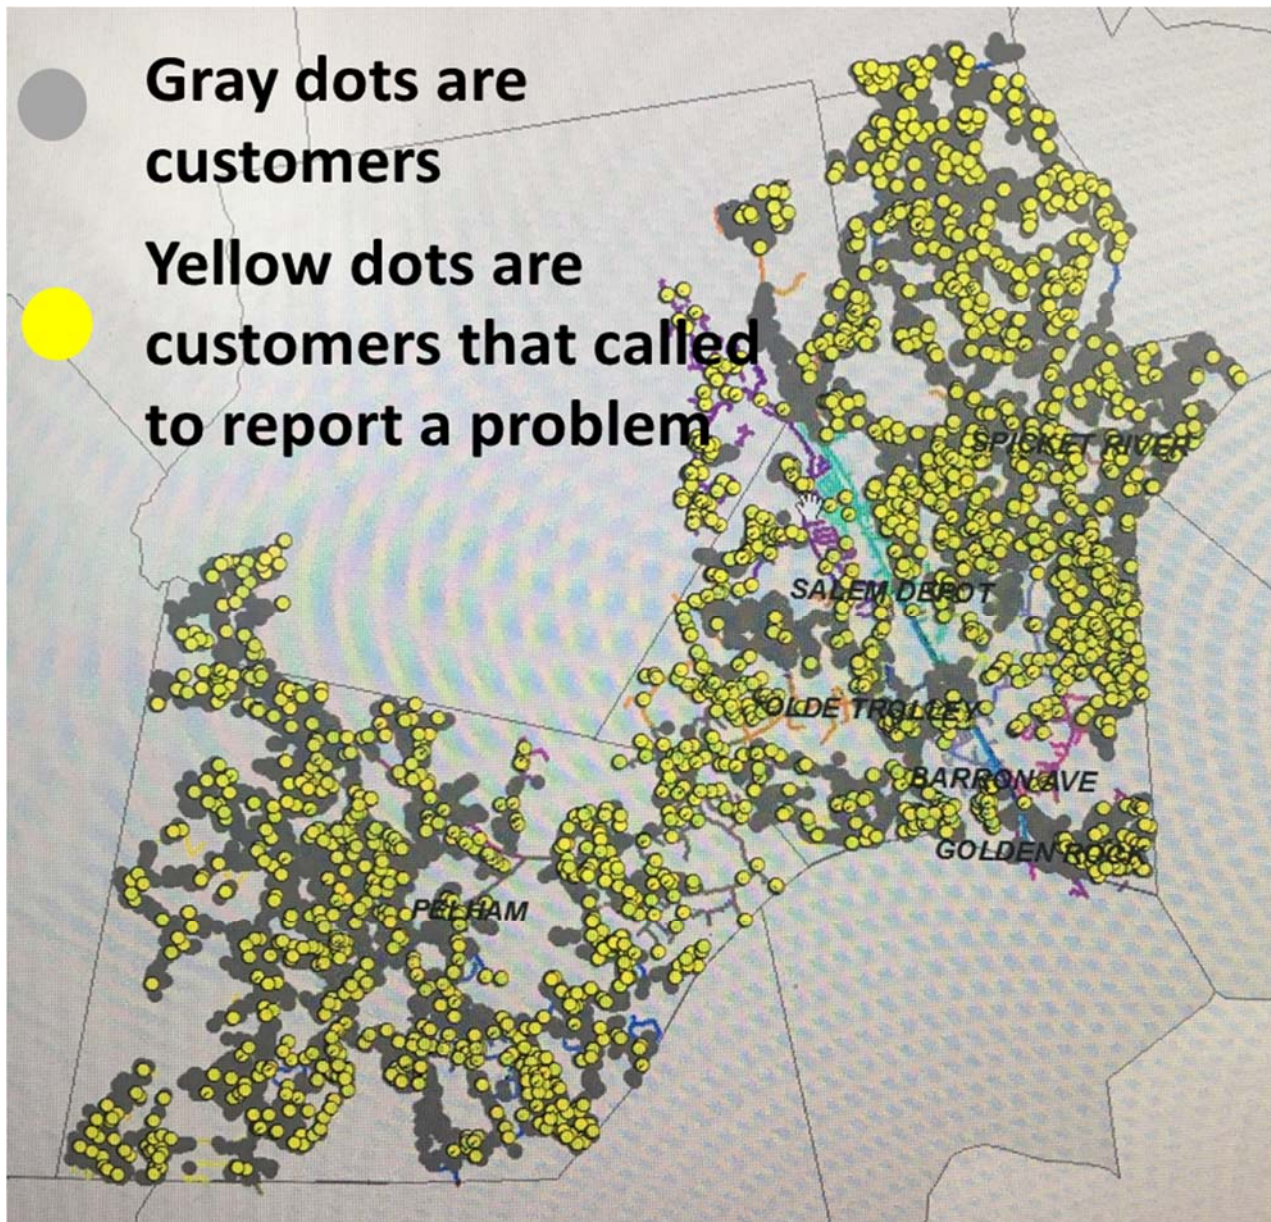 Gray dots are
customers
Yellow dots are
customers that called
to report a problem
SPICKET RIVER
SALEM DEPOT
OLDE TROLLEY
BARRON AVE
GOLDEN ROCK
PELHAM